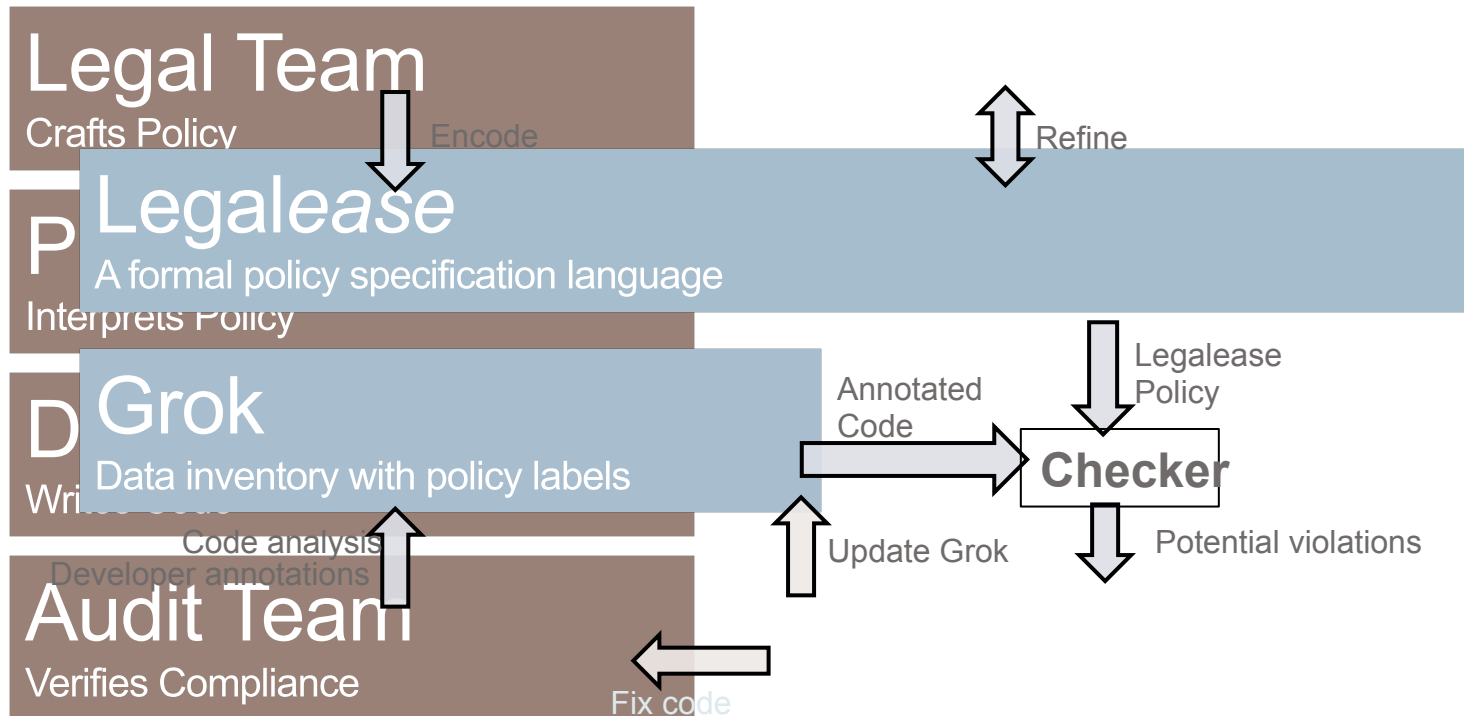 Legal Team
Crafts Policy
Encode
Refine
Legalease
A formal policy specification language
P
Interprets Policy
Legalease
Policy
Grok
Data inventory with policy labels
D
Annotated
Code
Checker
Code analysis
Developer annotations
Update Grok
Potential violations
Audit Team
Verifies Compliance
Fix code